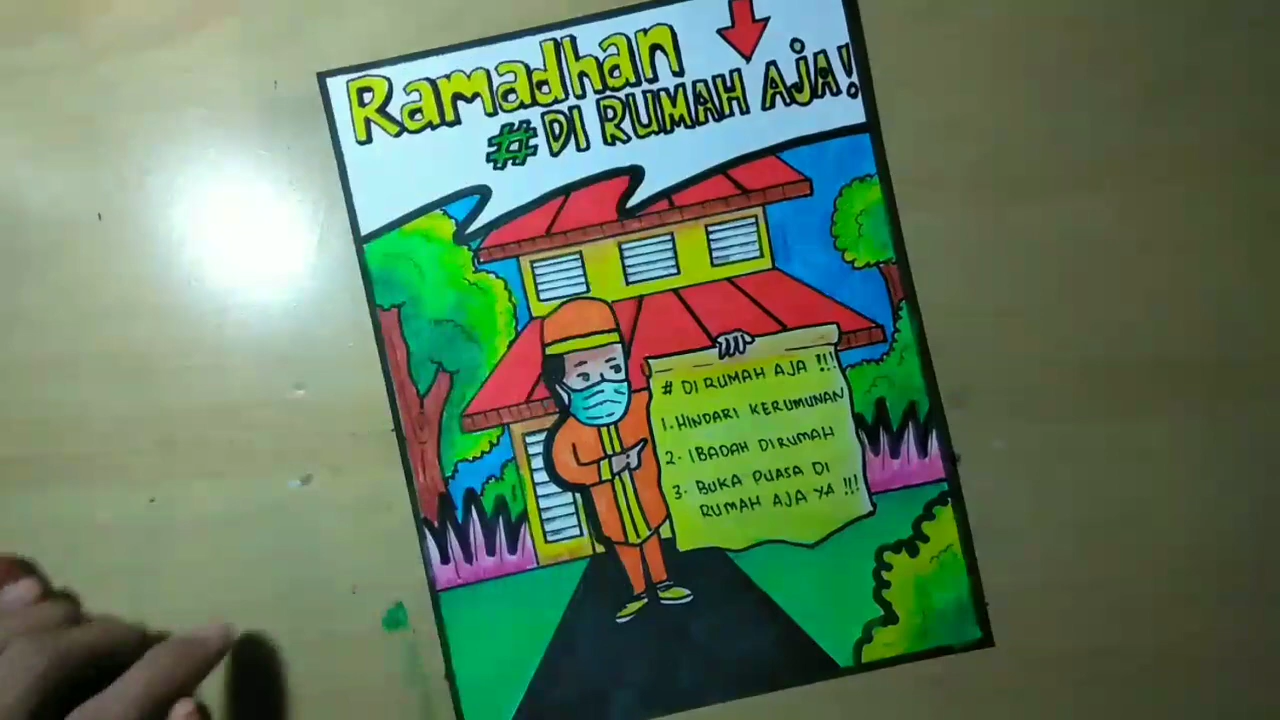 Ramadhan
# DI RUMAH AJA!
# DI RUMAH AJA !!!
1. HINDARI KERUMUNAN
2. IBADAH DIRUMAH
3. BUKA PUASA DI
RUMAH AJA YA !!!